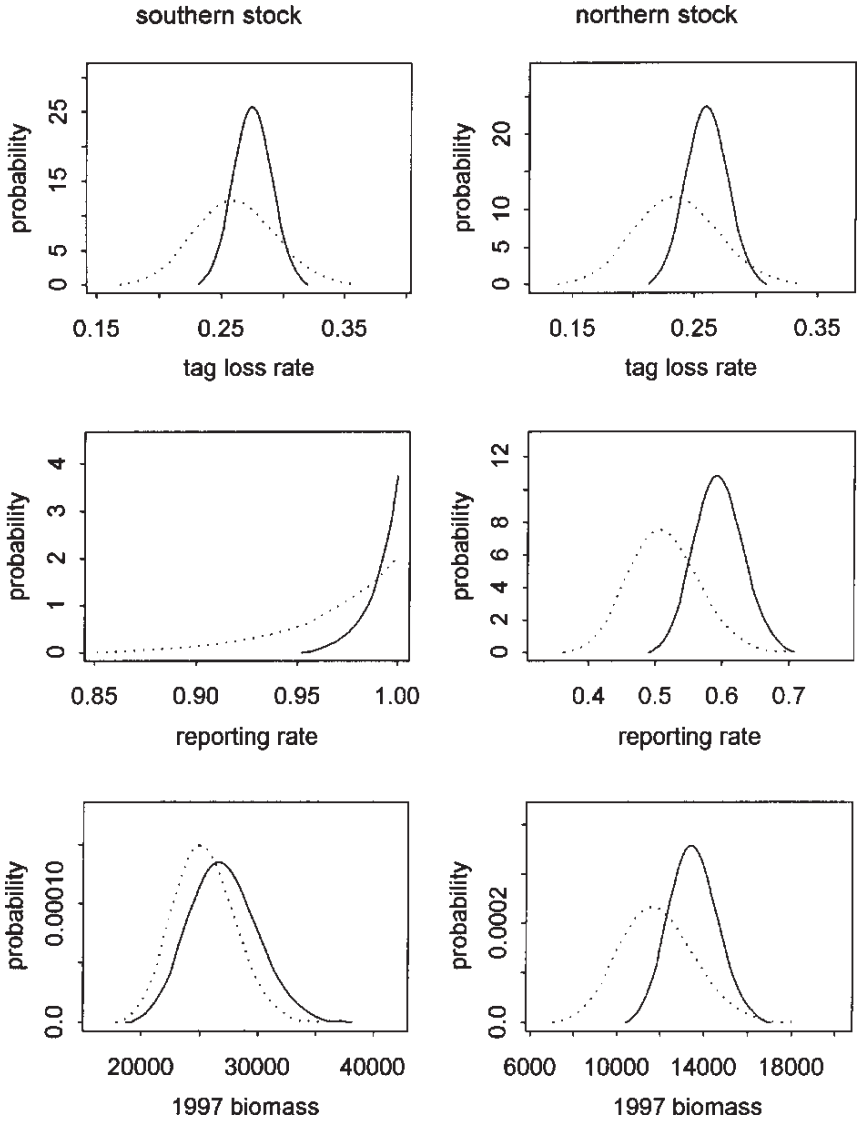 southern stock
northern stock
probability
25
15
5
0
0.15 0.25 0.35
tag loss rate
probability
20
10
5
0
0.15 0.25 0.35
tag loss rate
probability
4
3
2
1
0
0.85 0.90 0.95 1.00
reporting rate
probability
12
8
6
4
2
0
0.4 0.5 0.6 0.7
reporting rate
probability
0.00010
0.0
20000 30000 40000
1997 biomass
probability
0.0002
0.0
6000 10000 14000 18000
1997 biomass